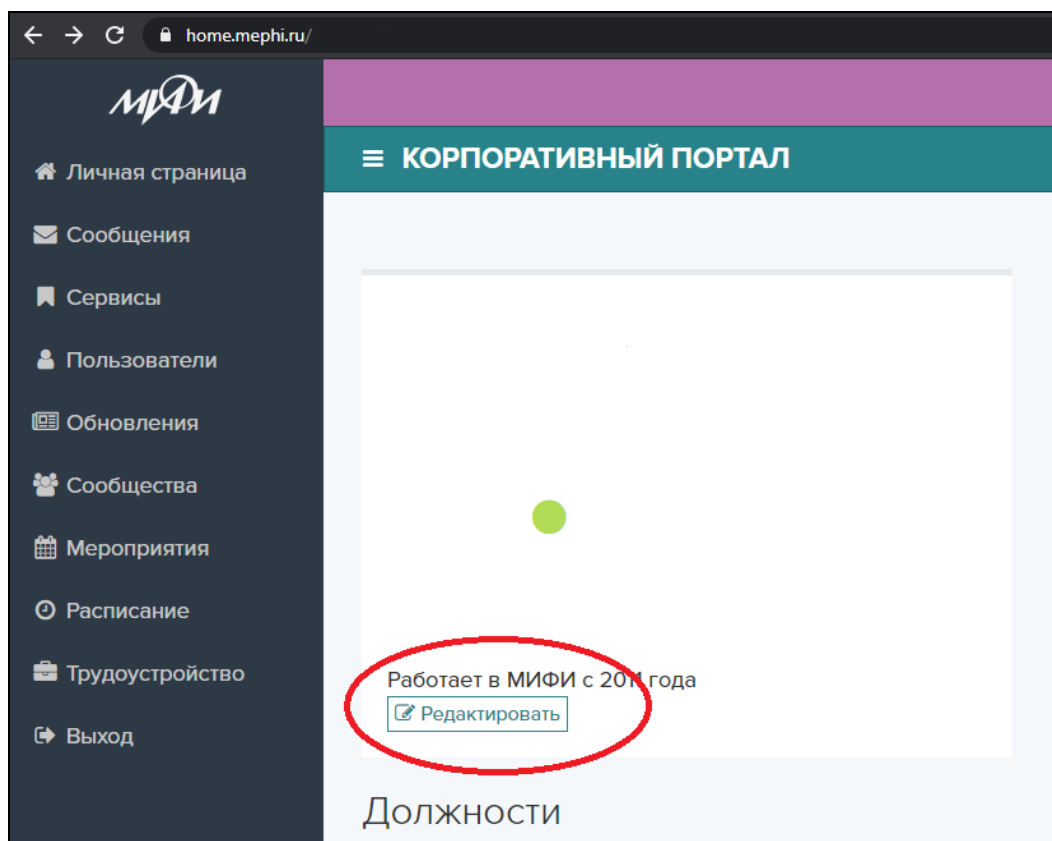 home.mephi.ru/
МИФИ
КОРПОРАТИВНЫЙ ПОРТАЛ
Личная страница
Сообщения
Сервисы
Пользователи
Обновления
Сообщества
Мероприятия
Расписание
Трудоустройство
Выход
Работает в МИФИ с 2011 года
Редактировать
Должности